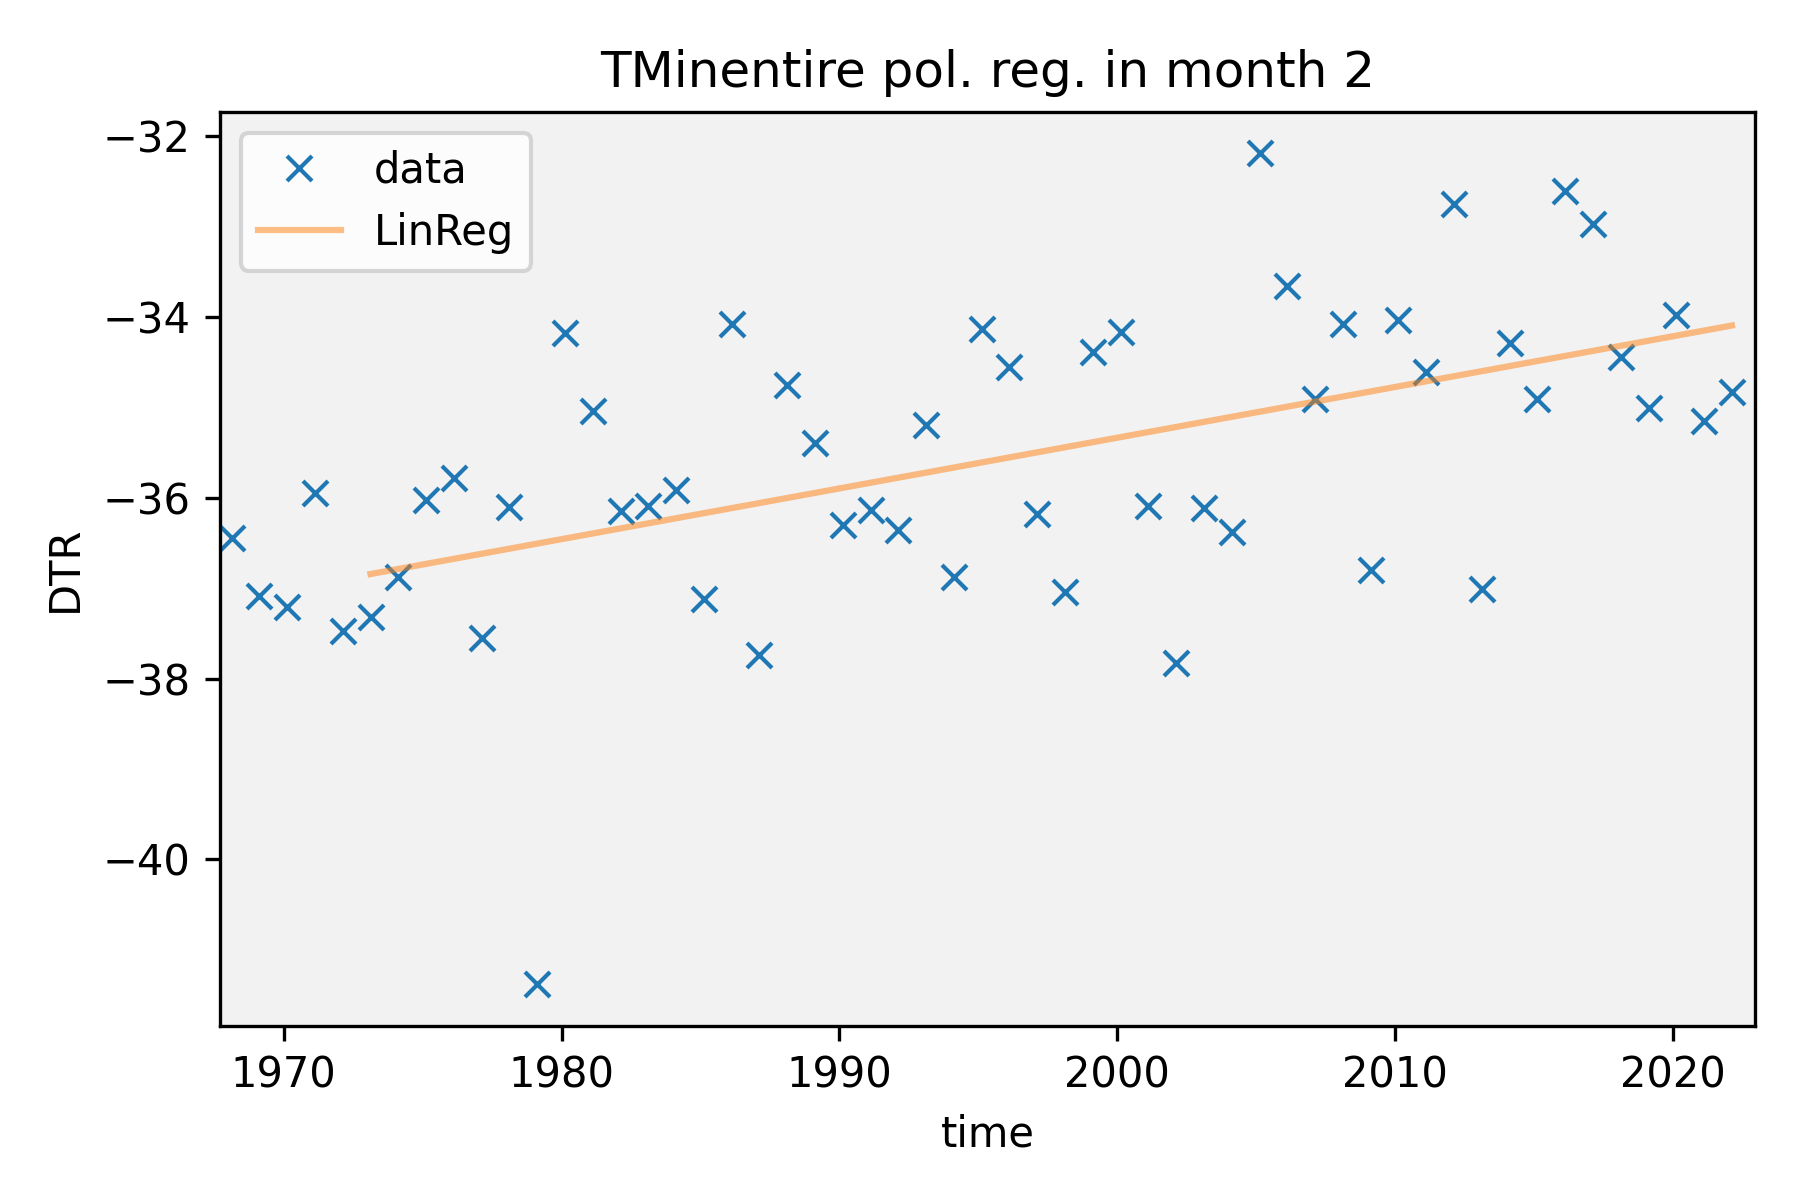 TMinentire pol. reg. in month 2
data
LinReg
−32
−34
−36
−38
−40
DTR
1970 1980 1990 2000 2010 2020
time